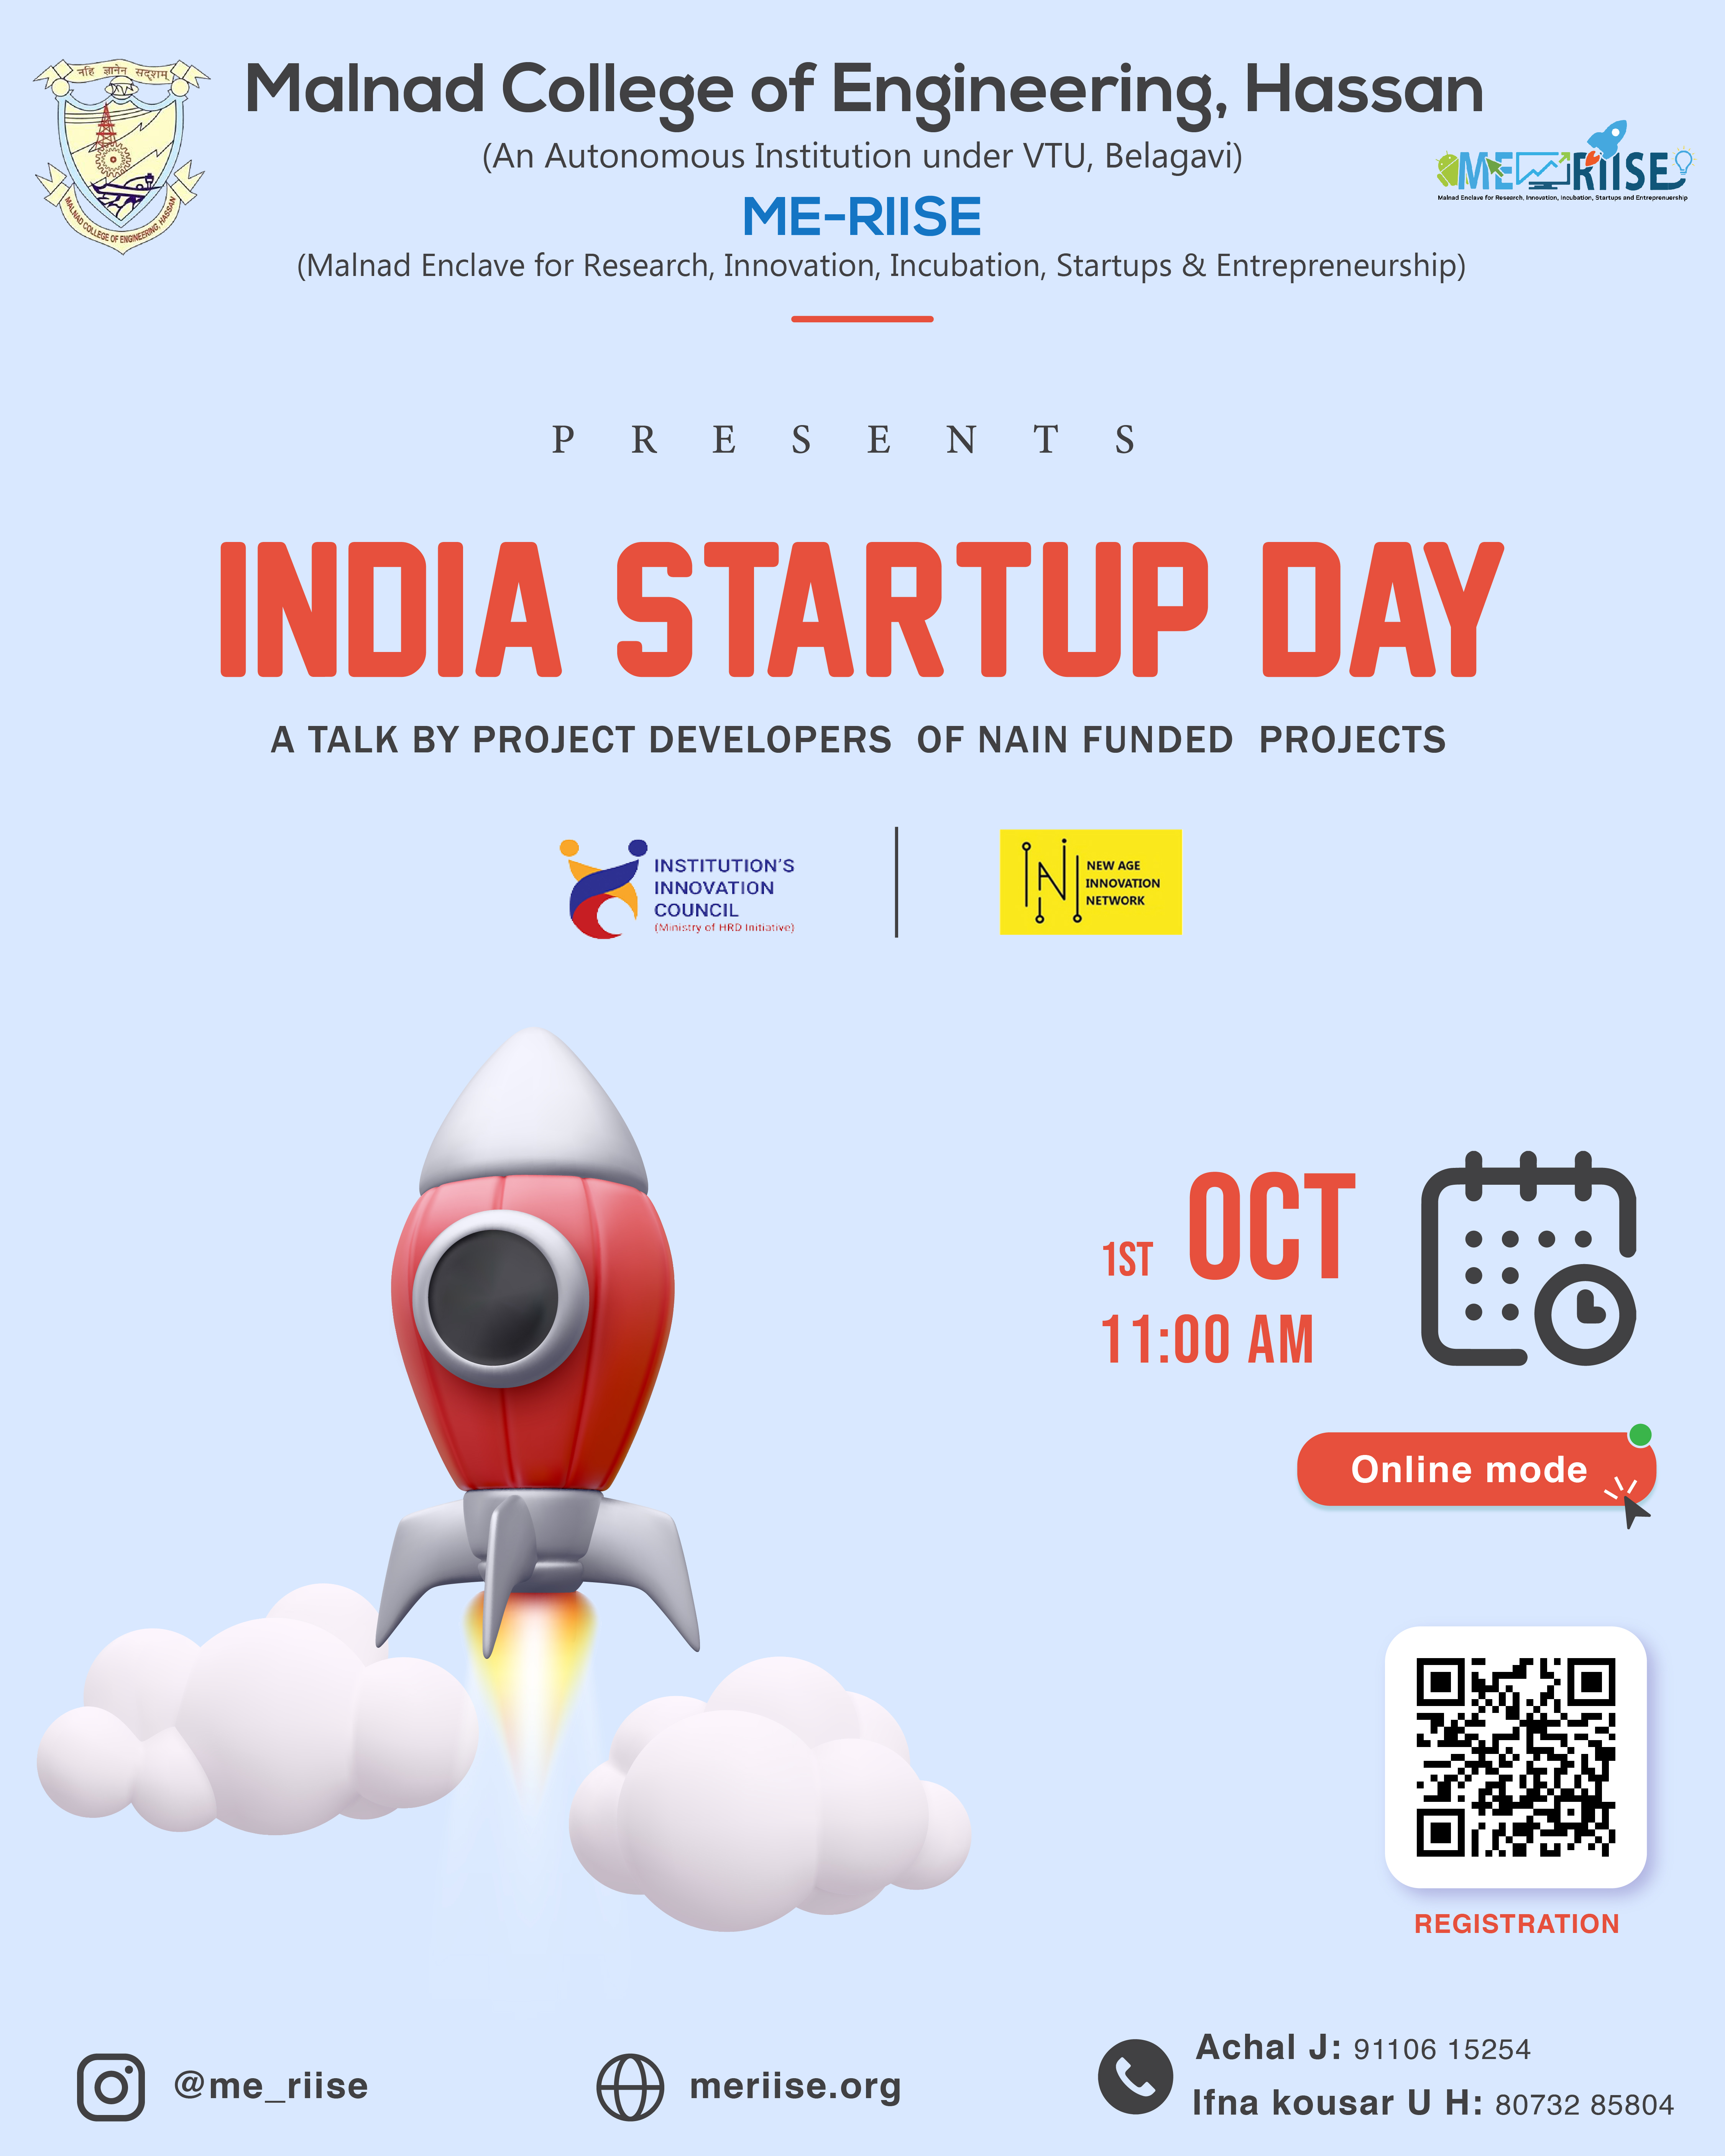 नहि ज्ञानेन सदृशम्
MALNAD COLLEGE OF ENGINEERING, HASSAN
Malnad College of Engineering, Hassan
(An Autonomous Institution under VTU, Belagavi)
ME-RIISE
(Malnad Enclave for Research, Innovation, Incubation, Startups & Entrepreneurship)
ME RIISE
Malnad Enclave for Research, Innovation, Incubation, Startups and Entreprenuership
PRESENTS
INDIA STARTUP DAY
A TALK BY PROJECT DEVELOPERS OF NAIN FUNDED PROJECTS
INSTITUTION'S
INNOVATION
COUNCIL
(Ministry of HRD Initiative)
NEW AGE
INNOVATION
NETWORK
1ST OCT
11:00 AM
Online mode
REGISTRATION
@me_riise
meriise.org
Achal J: 91106 15254
Ifna kousar U H: 80732 85804